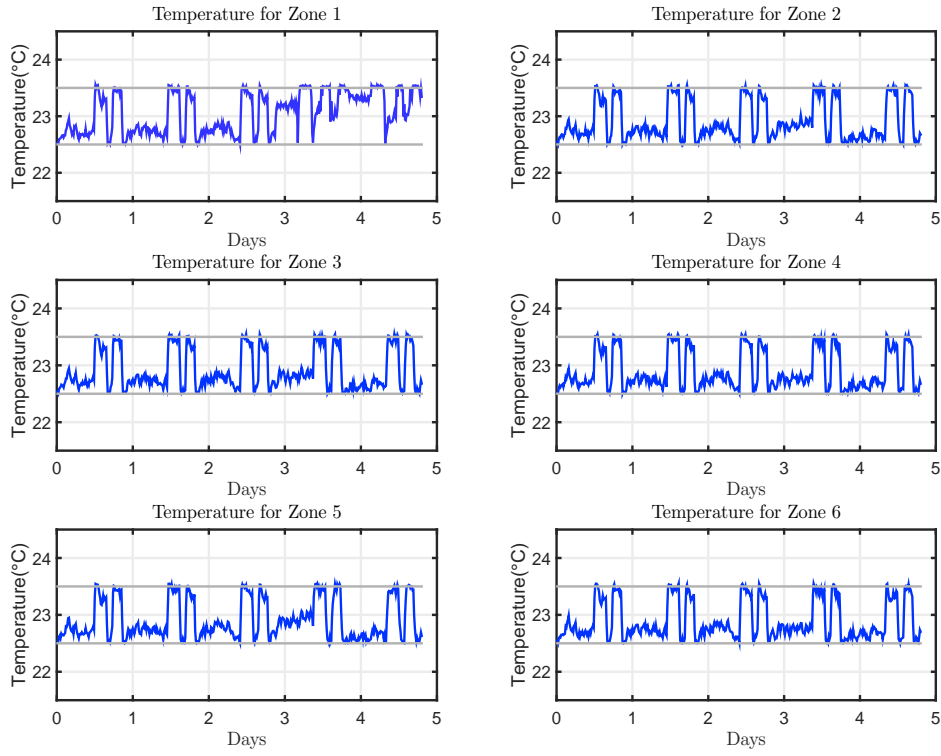 Temperature for Zone 1
Temperature(°C)
24
23
22
0 1 2 3 4 5
Days
Temperature for Zone 2
Temperature(°C)
24
23
22
0 1 2 3 4 5
Days
Temperature for Zone 3
Temperature(°C)
24
23
22
0 1 2 3 4 5
Days
Temperature for Zone 4
Temperature(°C)
24
23
22
0 1 2 3 4 5
Days
Temperature for Zone 5
Temperature(°C)
24
23
22
0 1 2 3 4 5
Days
Temperature for Zone 6
Temperature(°C)
24
23
22
0 1 2 3 4 5
Days